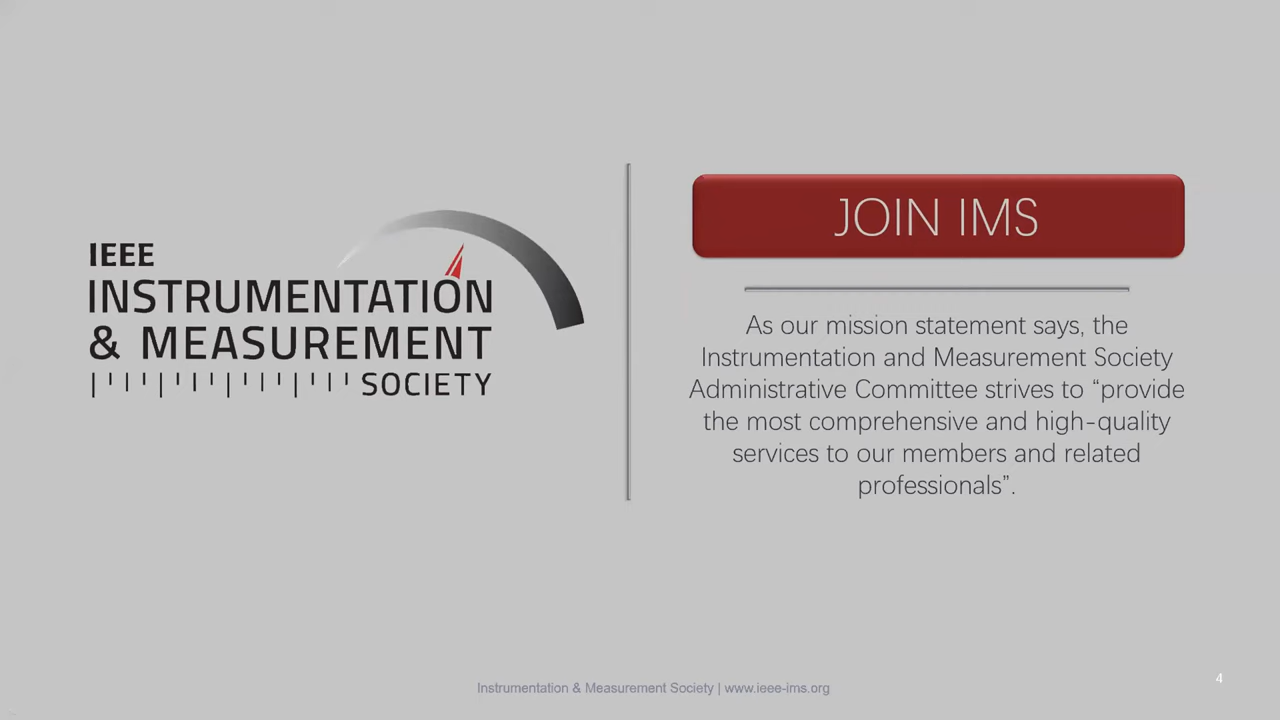 IEEE
INSTRUMENTATION
& MEASUREMENT
SOCIETY
JOIN IMS
As our mission statement says, the
Instrumentation and Measurement Society
Administrative Committee strives to “provide
the most comprehensive and high-quality
services to our members and related
professionals”.
Instrumentation & Measurement Society | www.ieee-ims.org
4